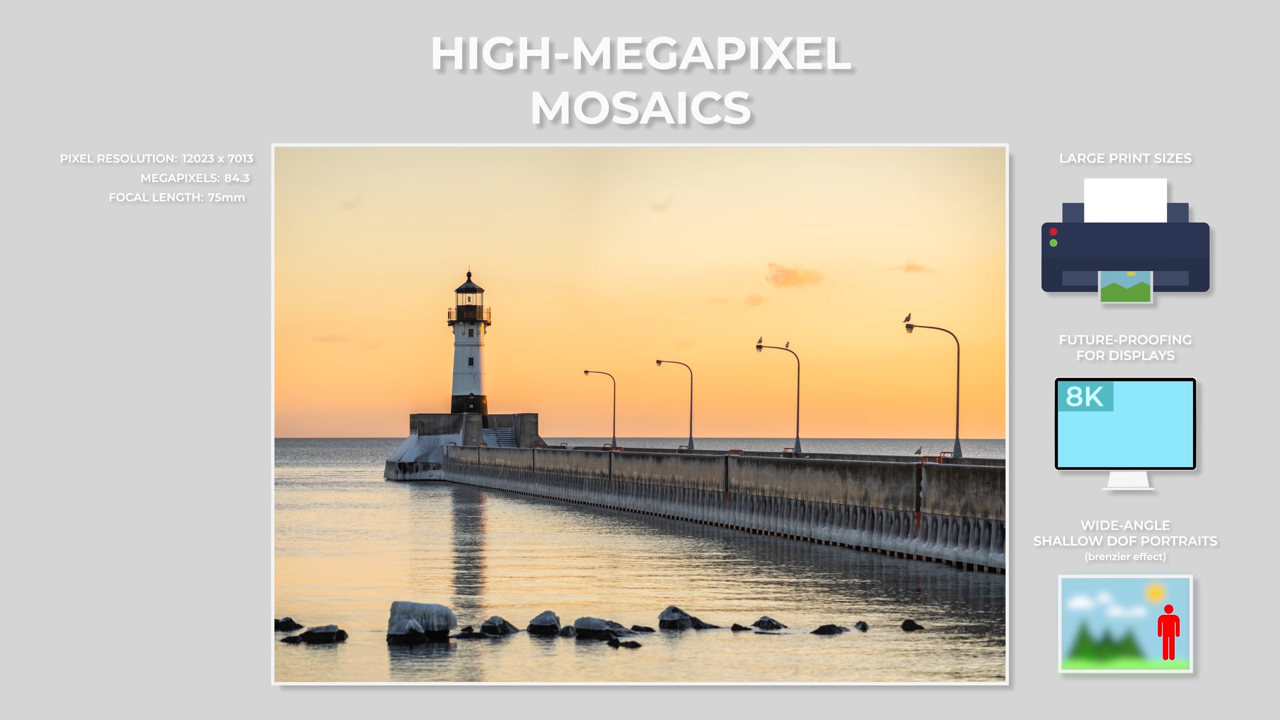 HIGH-MEGAPIXEL
MOSAICS
PIXEL RESOLUTION: 12023 x 7013
MEGAPIXELS: 84.3
FOCAL LENGTH: 75mm
LARGE PRINT SIZES
FUTURE-PROOFING
FOR DISPLAYS
8K
WIDE-ANGLE
SHALLOW DOF PORTRAITS
(brenzier effect)